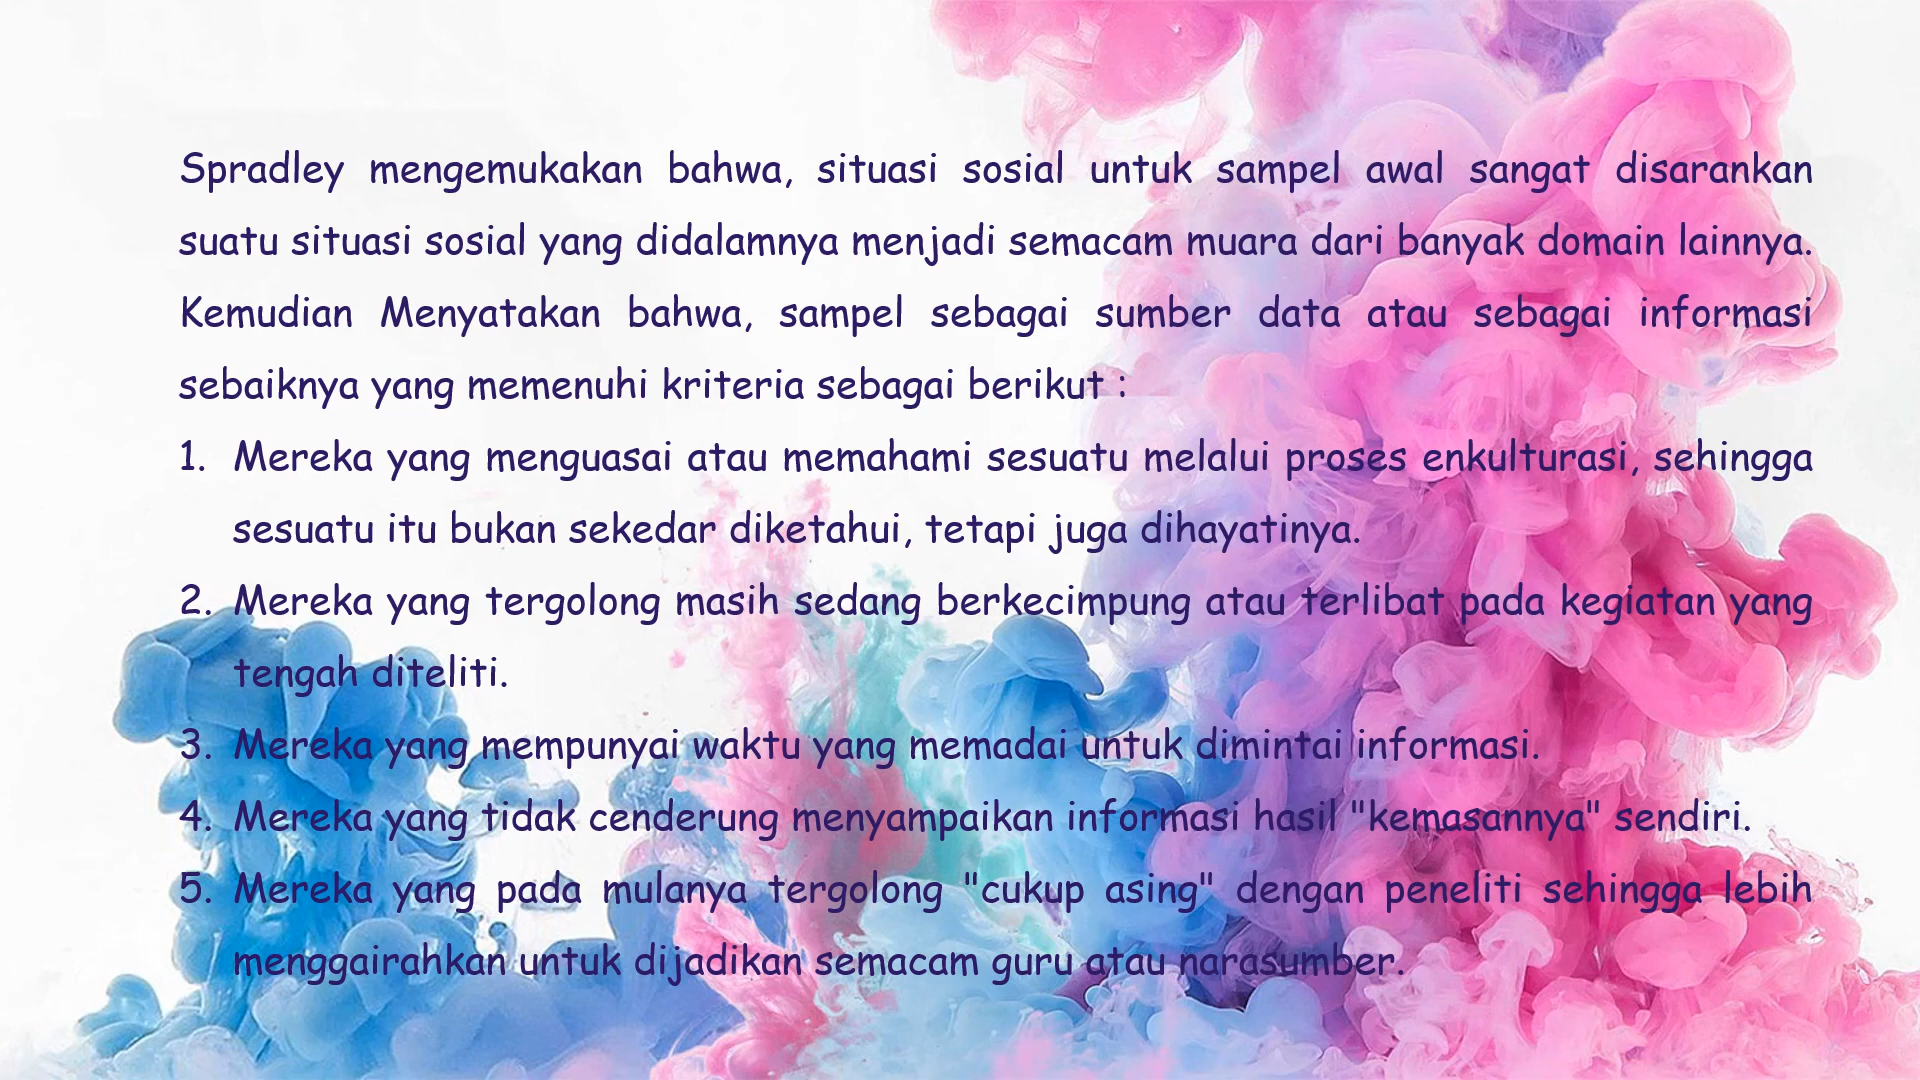 Spradley mengemukakan bahwa, situasi sosial untuk sampel awal sangat disarankan
suatu situasi sosial yang didalamnya menjadi semacam muara dari banyak domain lainnya.
Kemudian Menyatakan bahwa, sampel sebagai sumber data atau sebagai informasi
sebaiknya yang memenuhi kriteria sebagai berikut :
1. Mereka yang menguasai atau memahami sesuatu melalui proses enkulturasi, sehingga
sesuatu itu bukan sekedar diketahui, tetapi juga dihayatinya.
2. Mereka yang tergolong masih sedang berkecimpung atau terlibat pada kegiatan yang
tengah diteliti.
3. Mereka yang mempunyai waktu yang memadai untuk dimintai informasi.
4. Mereka yang tidak cenderung menyampaikan informasi hasil "kemasannya" sendiri.
5. Mereka yang pada mulanya tergolong "cukup asing" dengan peneliti sehingga lebih
menggairahkan untuk dijadikan semacam guru atau narasumber.